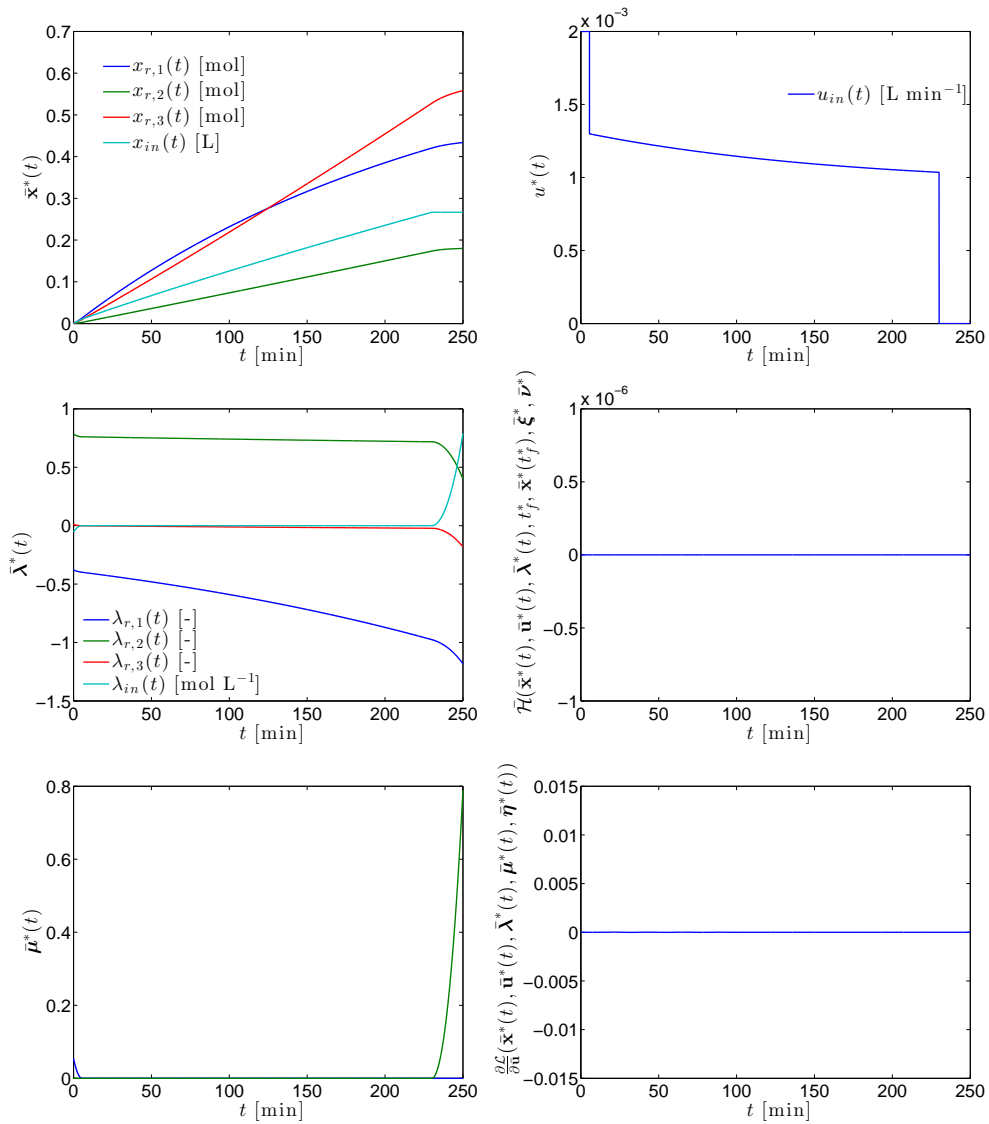 0.7
0.6
0.5
0.4
0.3
0.2
0.1
0
x̄*(t)
x_{r,1}(t) [mol]
x_{r,2}(t) [mol]
x_{r,3}(t) [mol]
x_{in}(t) [L]
0 50 100 150 200 250
t [min]
x 10⁻³
2
1.5
1
0.5
0
u*(t)
u_{in}(t) [L min⁻¹]
0 50 100 150 200 250
t [min]
1
0.5
0
−0.5
−1
−1.5
λ̄*(t)
λ_{r,1}(t) [-]
λ_{r,2}(t) [-]
λ_{r,3}(t) [-]
λ_{in}(t) [mol L⁻¹]
0 50 100 150 200 250
t [min]
x 10⁻⁶
1
0.5
0
−0.5
−1
H̄(x̄*(t), ū*(t), λ̄*(t), t*_f, x̄*(t*_f), ξ̄*, ν̄*)
0 50 100 150 200 250
t [min]
0.8
0.6
0.4
0.2
0
μ̄*(t)
0 50 100 150 200 250
t [min]
0.015
0.01
0.005
0
−0.005
−0.01
−0.015
∂L̄/∂ū(x̄*(t), ū*(t), λ̄*(t), μ̄*(t), η̄*(t))
0 50 100 150 200 250
t [min]